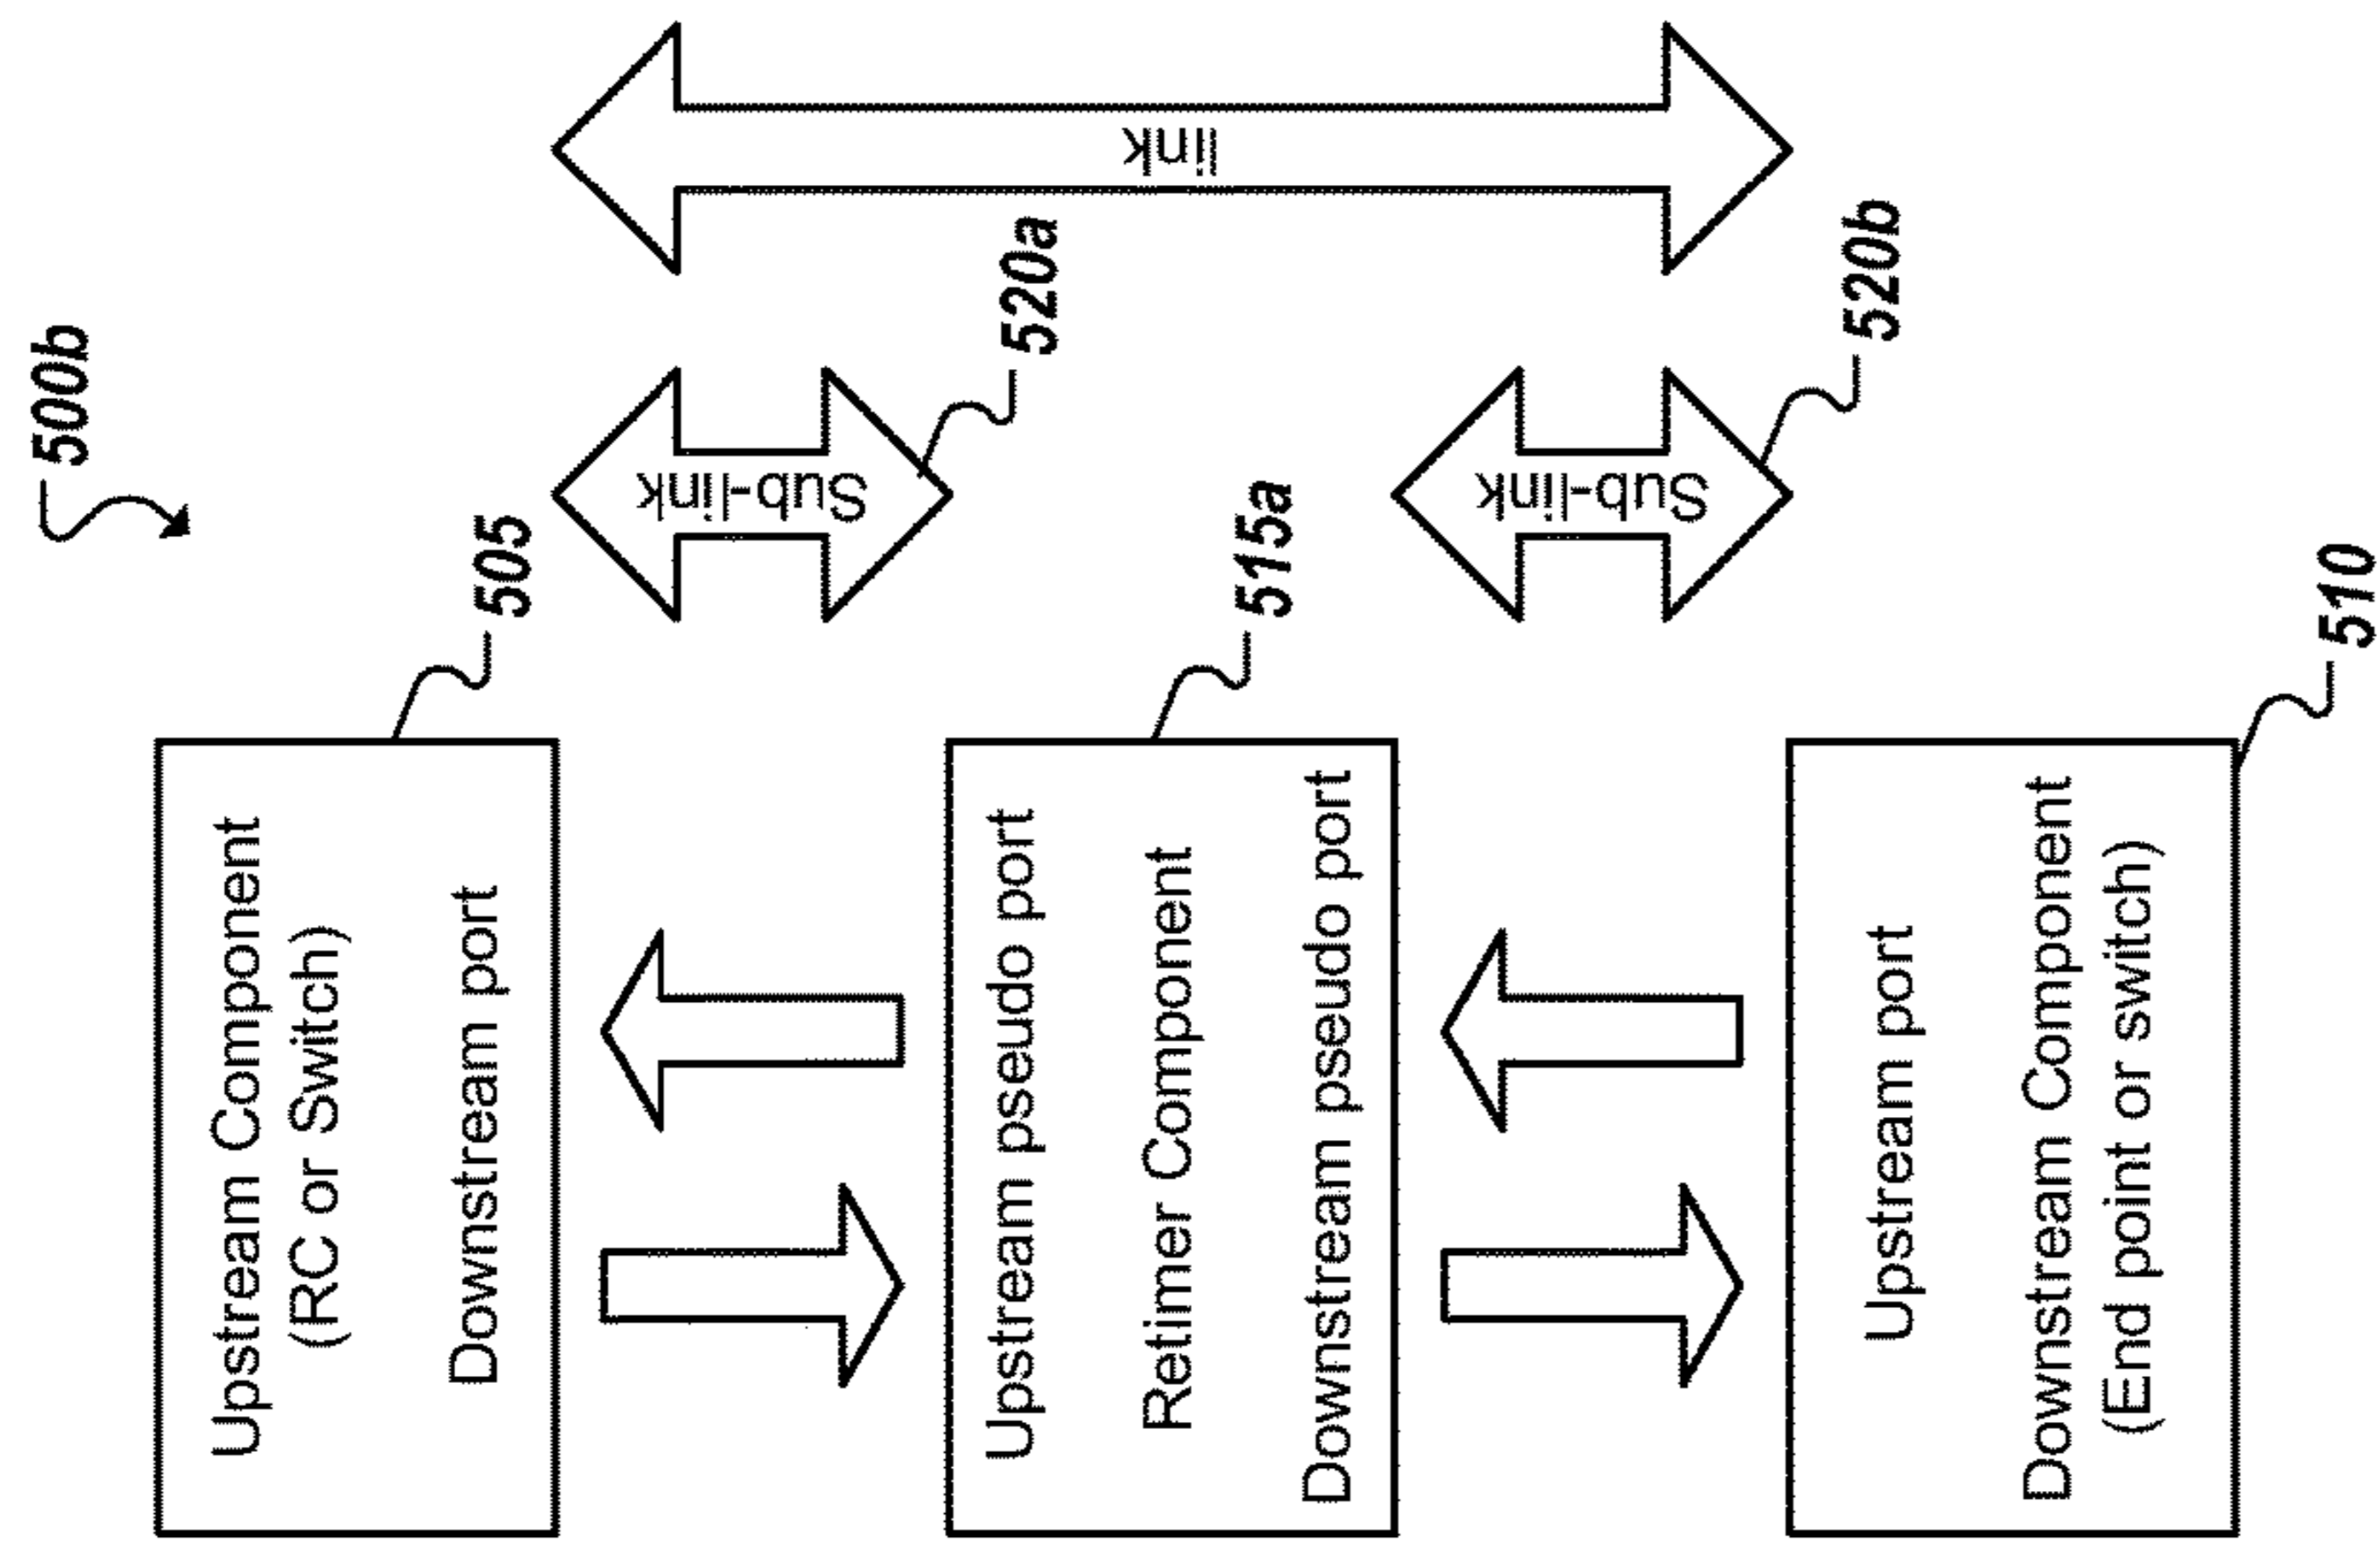 500b
Upstream Component
(RC or Switch)
Downstream port
505
Sub-link
520a
link
Upstream pseudo port
Retimer Component
Downstream pseudo port
515a
Sub-link
520b
Upstream port
Downstream Component
(End point or switch)
510